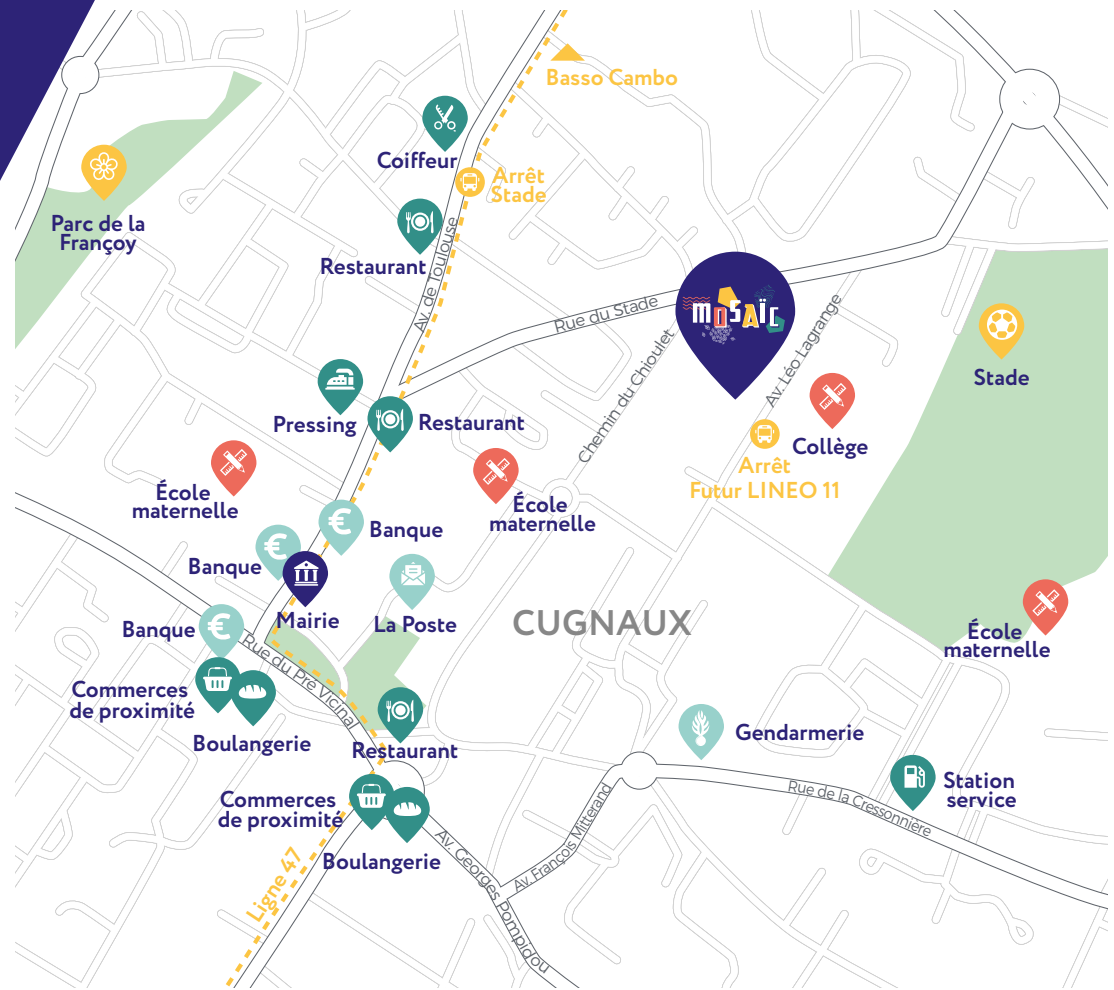 Basso Cambo
Coiffeur
Arrêt
Stade
Parc de la
Françoy
Restaurant
Av. de Toulouse
Rue du Stade
mOSAÏC
Chemin du Chioulet
Av. Léo Lagrange
Stade
Pressing
Restaurant
Collège
Arrêt
Futur LINEO 11
École
maternelle
École
maternelle
Banque
Banque
Mairie
La Poste
CUGNAUX
Banque
Rue du Pré Vicinal
École
maternelle
Commerces
de proximité
Boulangerie
Restaurant
Gendarmerie
Station
service
Rue de la Cressonnière
Commerces
de proximité
Boulangerie
Av. François Mitterand
Av. Georges Pompidou
Ligne 47